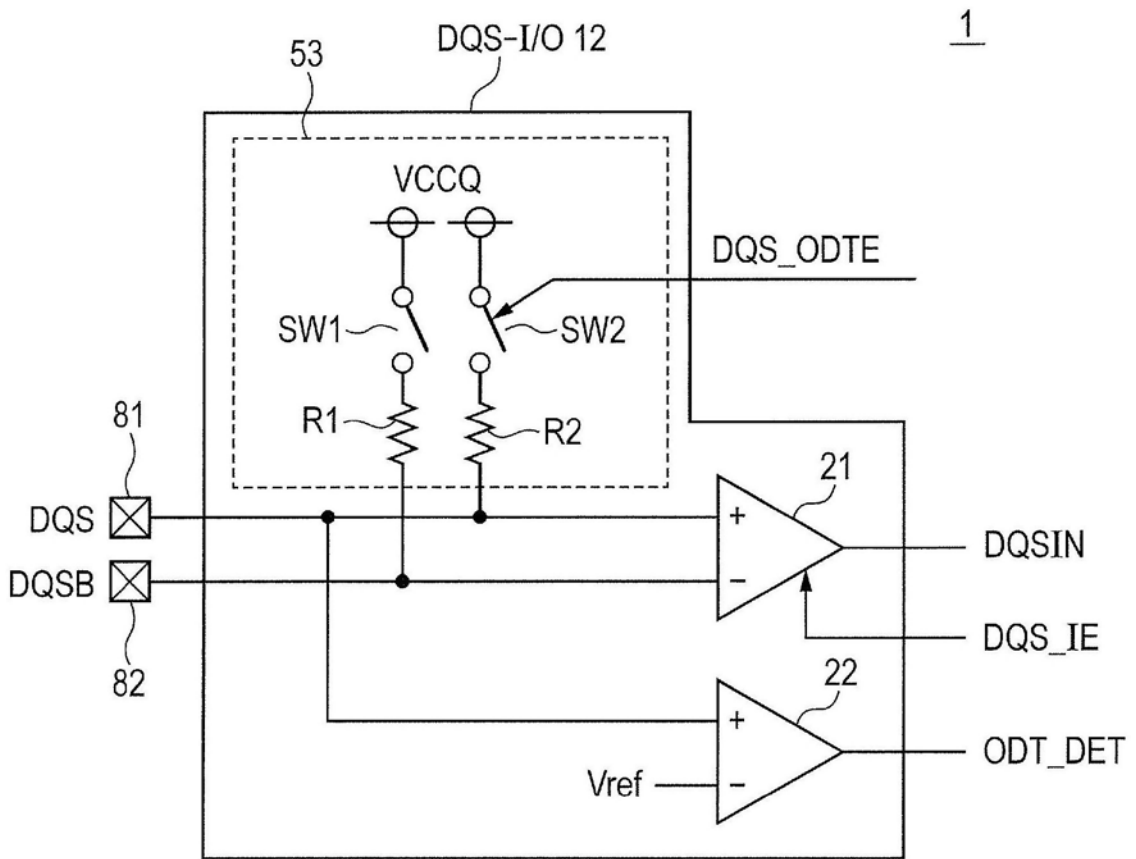 1
DQS-I/O 12
53
VCCQ
DQS_ODTE
SW1
SW2
R1
R2
81
21
DQS
+
DQSIN
DQSB
−
DQS_IE
82
22
+
ODT_DET
Vref
−